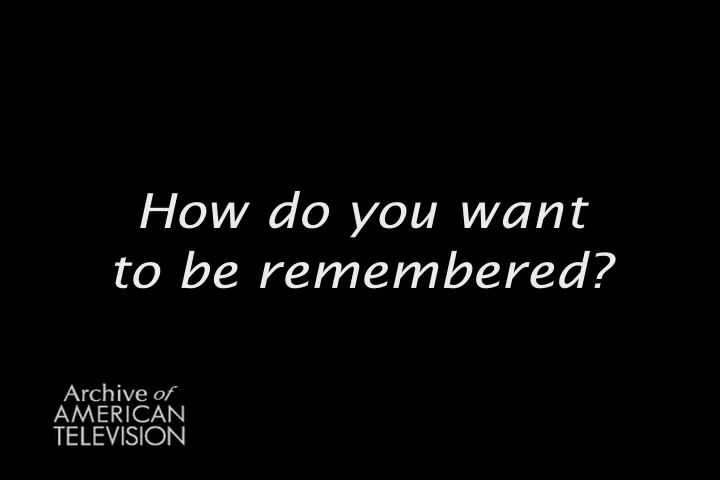 How do you want
to be remembered?
Archive of
AMERICAN
TELEVISION